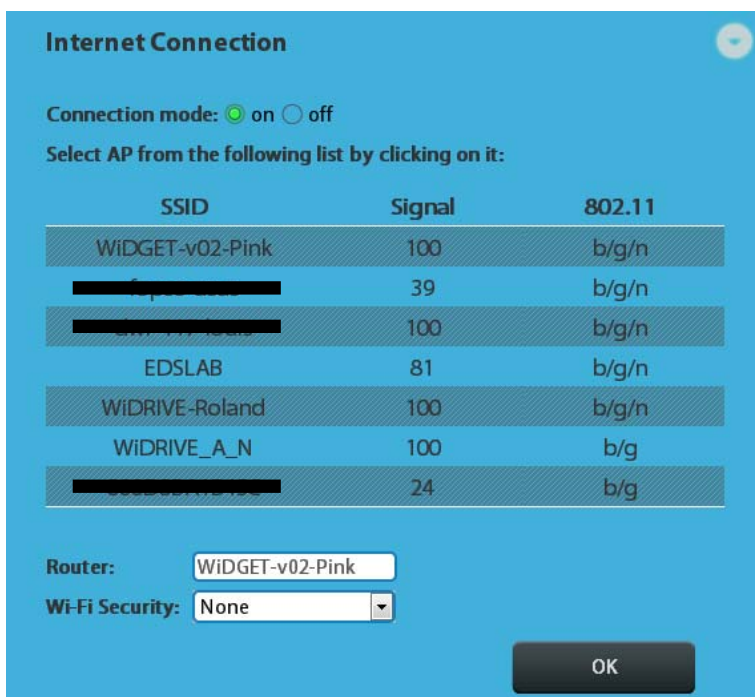 Internet Connection
Connection mode: on off
Select AP from the following list by clicking on it:
SSID Signal 802.11
WiDGET-v02-Pink 100 b/g/n
39 b/g/n
100 b/g/n
EDSLAB 81 b/g/n
WiDRIVE-Roland 100 b/g/n
WiDRIVE_A_N 100 b/g
24 b/g
Router: WiDGET-v02-Pink
Wi-Fi Security: None
OK